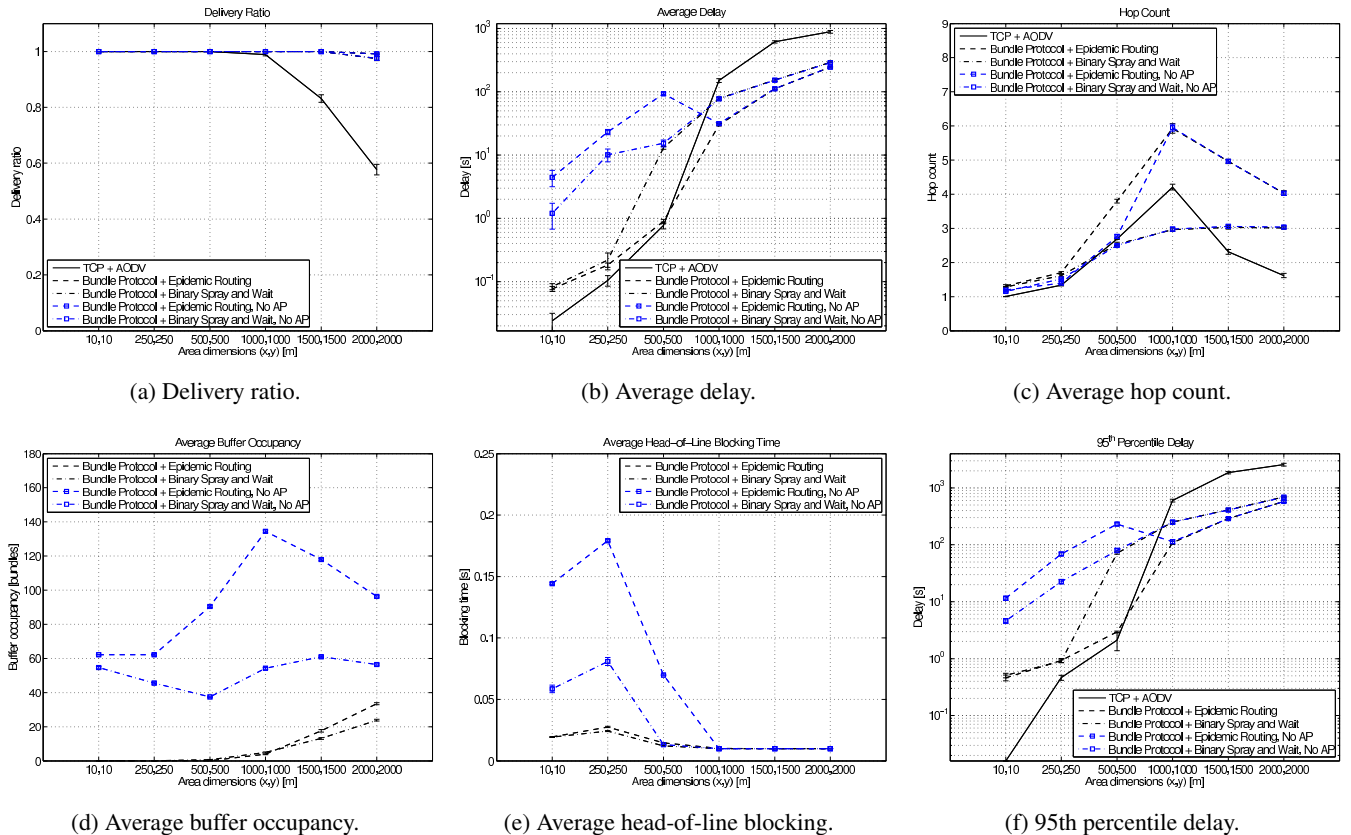 Delivery Ratio
1
0.8
0.6
0.4
0.2
0
Delivery ratio
TCP + AODV
Bundle Protocol + Epidemic Routing
Bundle Protocol + Binary Spray and Wait
Bundle Protocol + Epidemic Routing, No AP
Bundle Protocol + Binary Spray and Wait, No AP
10,10 250,250 500,500 1000,1000 1500,1500 2000,2000
Area dimensions (x,y) [m]
(a) Delivery ratio.
Average Delay
10³
10²
10¹
10⁰
10⁻¹
Delay [s]
TCP + AODV
Bundle Protocol + Epidemic Routing
Bundle Protocol + Binary Spray and Wait
Bundle Protocol + Epidemic Routing, No AP
Bundle Protocol + Binary Spray and Wait, No AP
10,10 250,250 500,500 1000,1000 1500,1500 2000,2000
Area dimensions (x,y) [m]
(b) Average delay.
Hop Count
9
8
7
6
5
4
3
2
1
0
Hop count
TCP + AODV
Bundle Protocol + Epidemic Routing
Bundle Protocol + Binary Spray and Wait
Bundle Protocol + Epidemic Routing, No AP
Bundle Protocol + Binary Spray and Wait, No AP
10,10 250,250 500,500 1000,1000 1500,1500 2000,2000
Area dimensions (x,y) [m]
(c) Average hop count.
Average Buffer Occupancy
180
160
140
120
100
80
60
40
20
0
Buffer occupancy [bundles]
Bundle Protocol + Epidemic Routing
Bundle Protocol + Binary Spray and Wait
Bundle Protocol + Epidemic Routing, No AP
Bundle Protocol + Binary Spray and Wait, No AP
10,10 250,250 500,500 1000,1000 1500,1500 2000,2000
Area dimensions (x,y) [m]
(d) Average buffer occupancy.
Average Head-of-Line Blocking Time
0.25
0.2
0.15
0.1
0.05
0
Blocking time [s]
Bundle Protocol + Epidemic Routing
Bundle Protocol + Binary Spray and Wait
Bundle Protocol + Epidemic Routing, No AP
Bundle Protocol + Binary Spray and Wait, No AP
10,10 250,250 500,500 1000,1000 1500,1500 2000,2000
Area dimensions (x,y) [m]
(e) Average head-of-line blocking.
95th Percentile Delay
10³
10²
10¹
10⁰
10⁻¹
Delay [s]
TCP + AODV
Bundle Protocol + Epidemic Routing
Bundle Protocol + Binary Spray and Wait
Bundle Protocol + Epidemic Routing, No AP
Bundle Protocol + Binary Spray and Wait, No AP
10,10 250,250 500,500 1000,1000 1500,1500 2000,2000
Area dimensions (x,y) [m]
(f) 95th percentile delay.